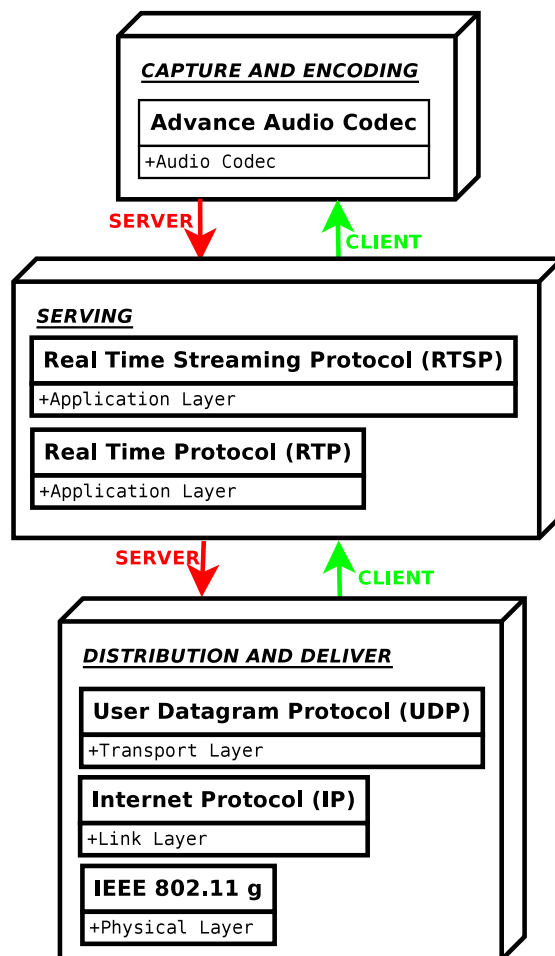 CAPTURE AND ENCODING
Advance Audio Codec
+Audio Codec
SERVER
CLIENT
SERVING
Real Time Streaming Protocol (RTSP)
+Application Layer
Real Time Protocol (RTP)
+Application Layer
SERVER
CLIENT
DISTRIBUTION AND DELIVER
User Datagram Protocol (UDP)
+Transport Layer
Internet Protocol (IP)
+Link Layer
IEEE 802.11 g
+Physical Layer